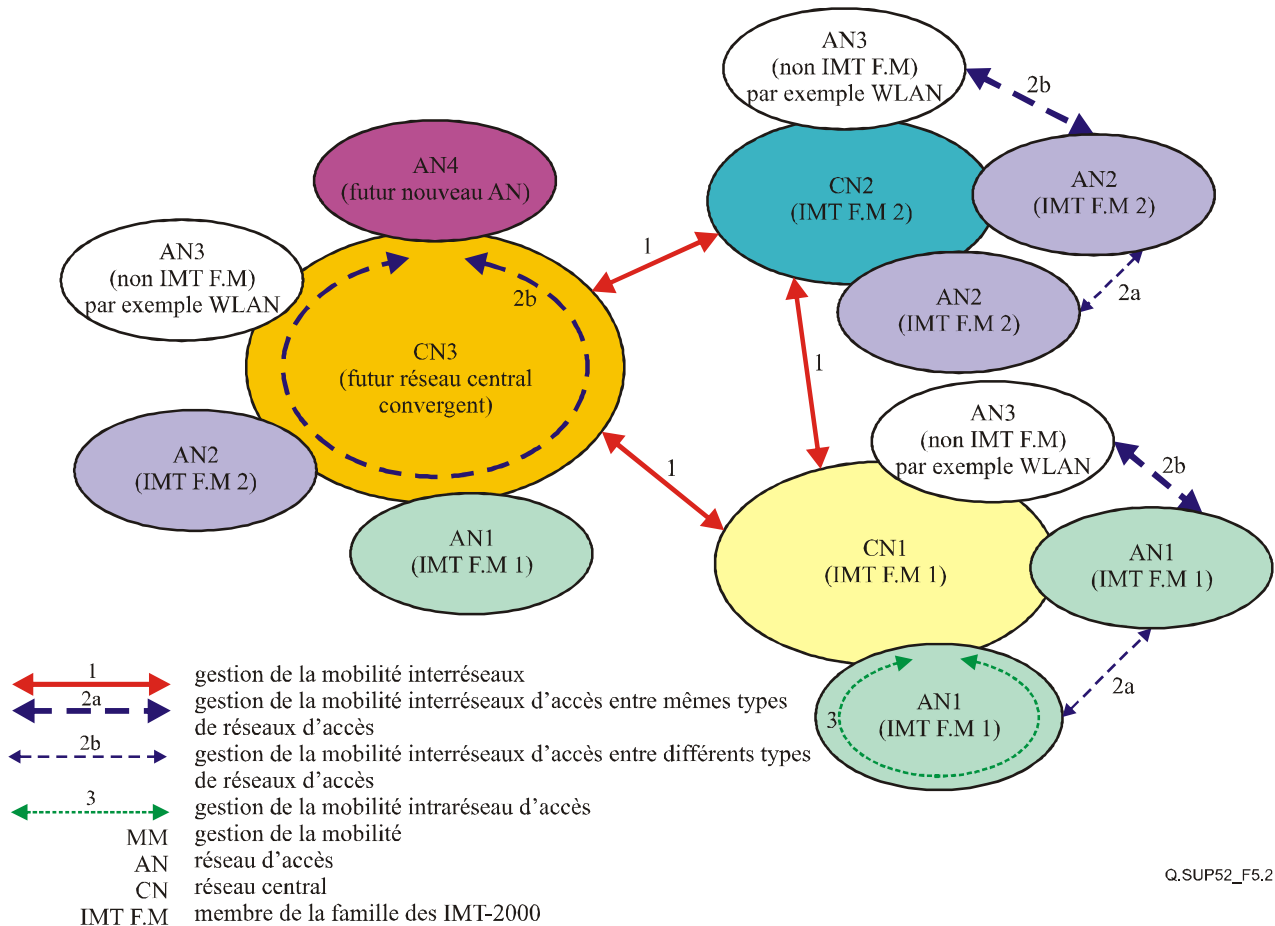 AN3
(non IMT F.M)
par exemple WLAN
2b
AN4
(futur nouveau AN)
CN2
(IMT F.M 2)
AN2
(IMT F.M 2)
AN3
(non IMT F.M)
par exemple WLAN
1
2b
AN2
(IMT F.M 2)
2a
CN3
(futur réseau central
convergent)
1
AN3
(non IMT F.M)
par exemple WLAN
AN2
(IMT F.M 2)
1
2b
AN1
(IMT F.M 1)
CN1
(IMT F.M 1)
AN1
(IMT F.M 1)
2a
3
AN1
(IMT F.M 1)
1 gestion de la mobilité interréseaux
2a gestion de la mobilité interréseaux d'accès entre mêmes types
de réseaux d'accès
2b gestion de la mobilité interréseaux d'accès entre différents types
de réseaux d'accès
3 gestion de la mobilité intraréseau d'accès
MM gestion de la mobilité
AN réseau d'accès
CN réseau central
IMT F.M membre de la famille des IMT-2000
Q.SUP52_F5.2